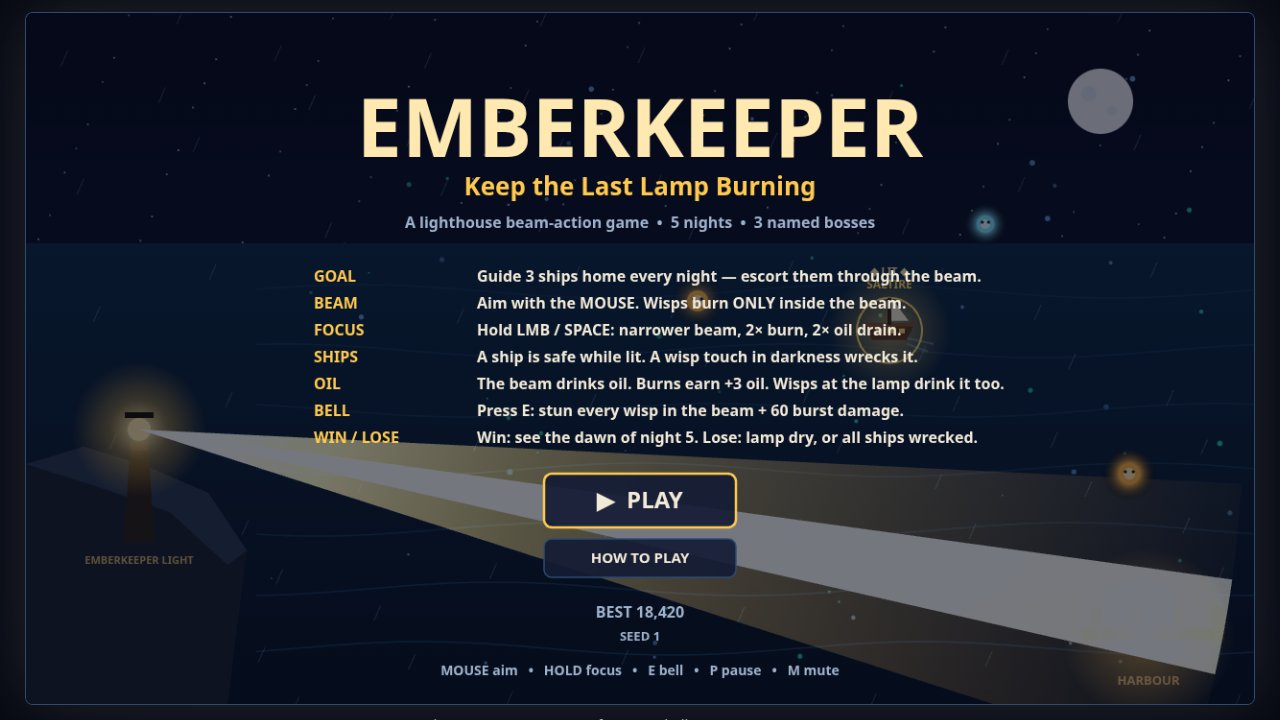 EMBERKEEPER
Keep the Last Lamp Burning
A lighthouse beam-action game • 5 nights • 3 named bosses
GOAL Guide 3 ships home every night — escort them through the beam.
SALTIRE
BEAM Aim with the MOUSE. Wisps burn ONLY inside the beam.
FOCUS Hold LMB / SPACE: narrower beam, 2× burn, 2× oil drain.
SHIPS A ship is safe while lit. A wisp touch in darkness wrecks it.
OIL The beam drinks oil. Burns earn +3 oil. Wisps at the lamp drink it too.
BELL Press E: stun every wisp in the beam + 60 burst damage.
WIN / LOSE Win: see the dawn of night 5. Lose: lamp dry, or all ships wrecked.
▶ PLAY
HOW TO PLAY
EMBERKEEPER LIGHT
BEST 18,420
SEED 1
MOUSE aim • HOLD focus • E bell • P pause • M mute
HARBOUR